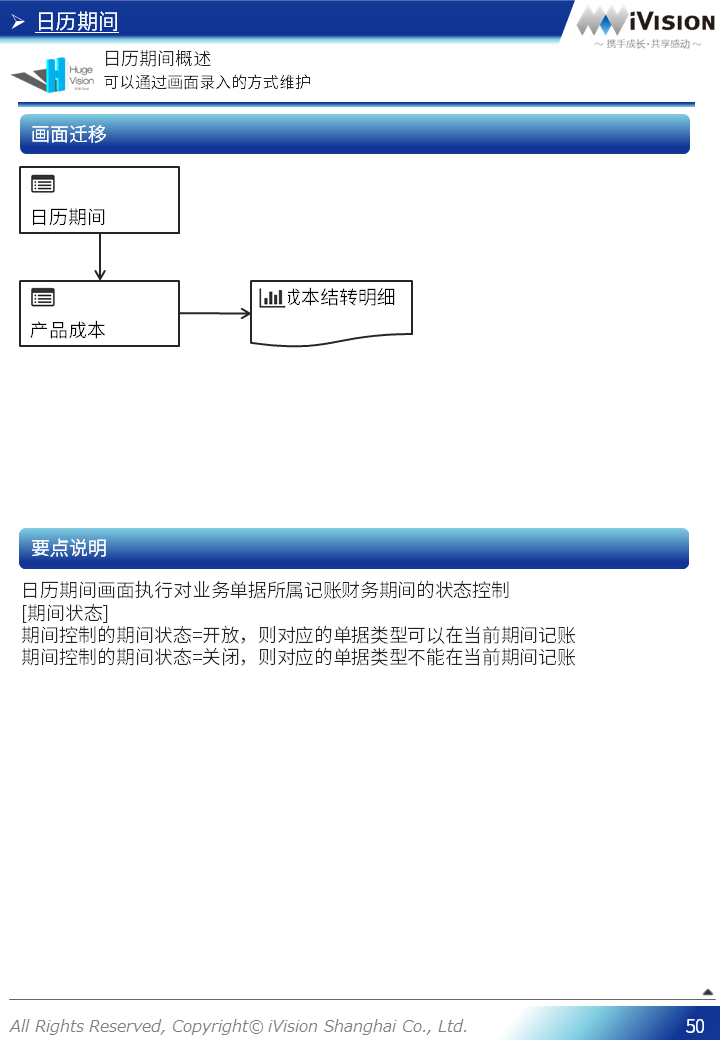 日历期间
iVision
～ 携手成长·共享感动 ～
日历期间概述
Huge
Vision
可以通过画面录入的方式维护
画面迁移
日历期间
产品成本
成本结转明细
要点说明
日历期间画面执行对业务单据所属记账财务期间的状态控制
[期间状态]
期间控制的期间状态=开放，则对应的单据类型可以在当前期间记账
期间控制的期间状态=关闭，则对应的单据类型不能在当前期间记账
All Rights Reserved, Copyright© iVision Shanghai Co., Ltd.
50